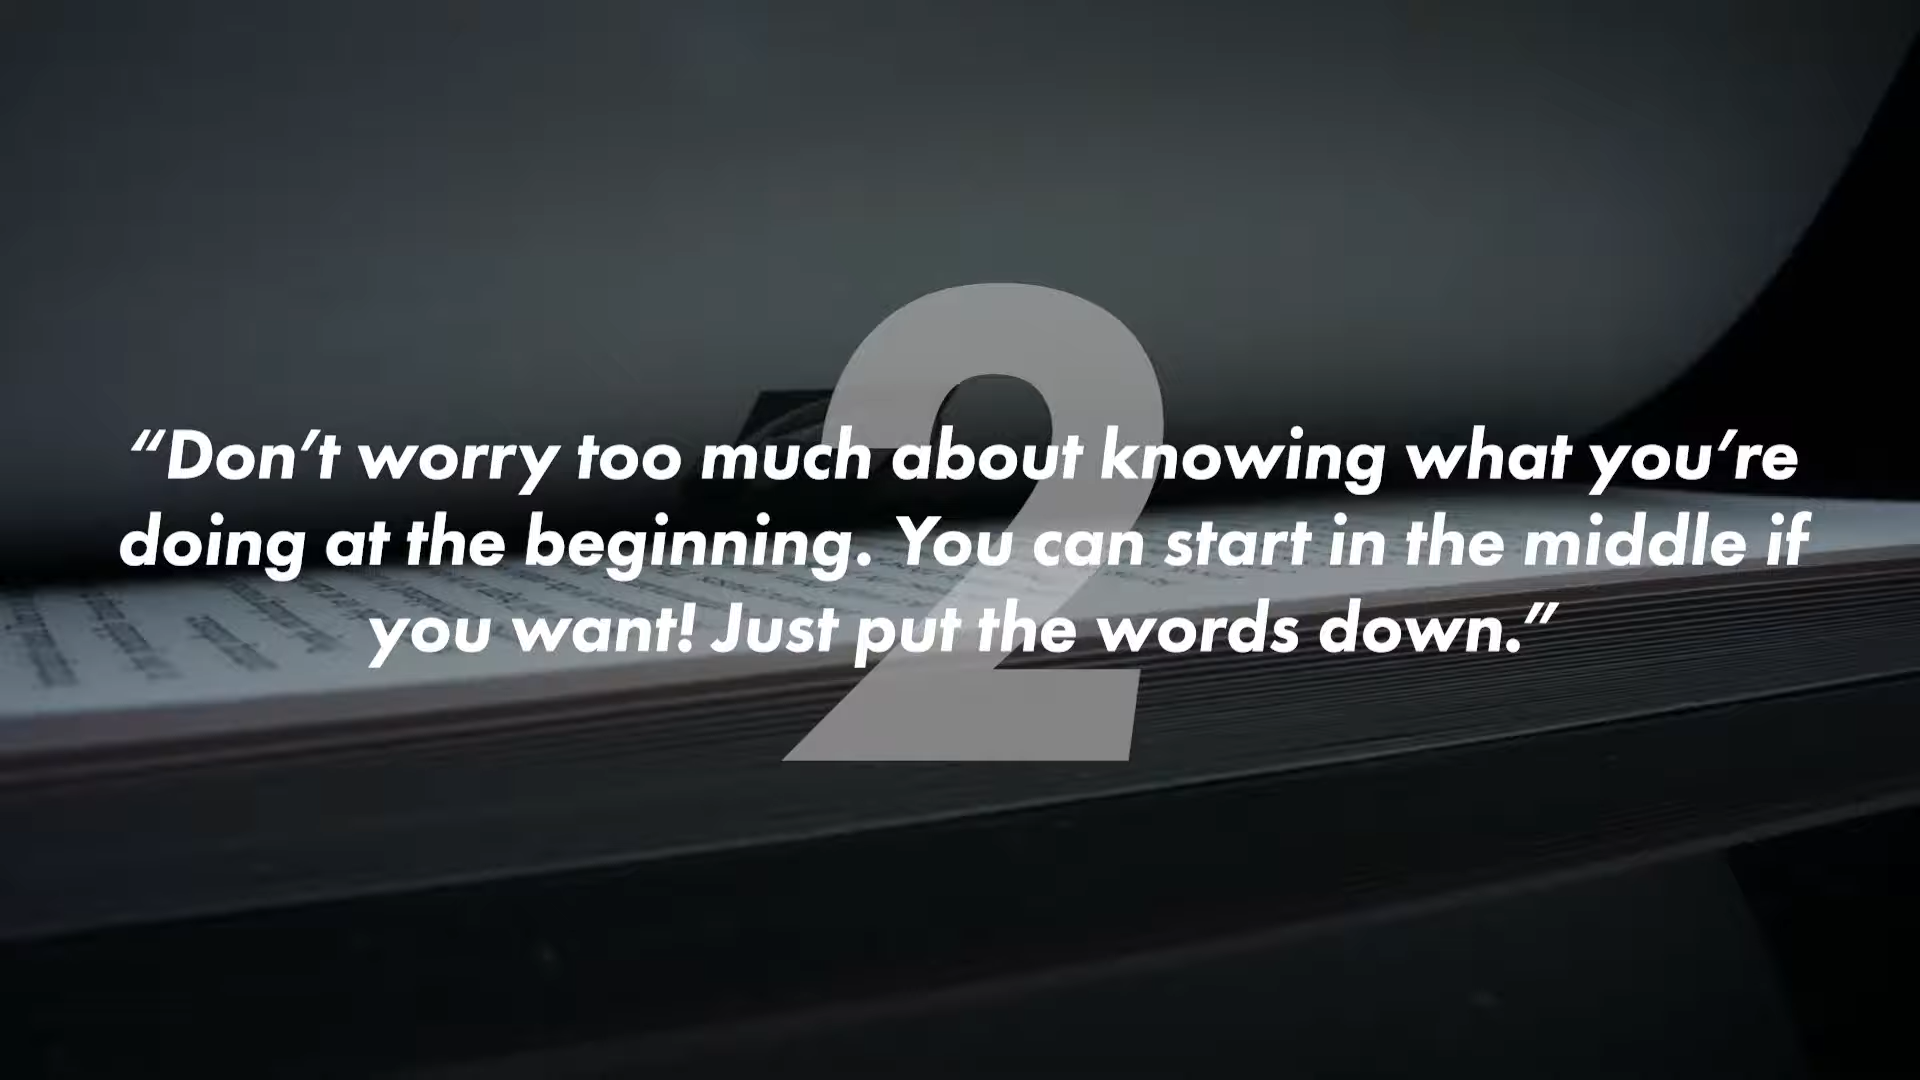 2
“Don’t worry too much about knowing what you’re
doing at the beginning. You can start in the middle if
you want! Just put the words down.”